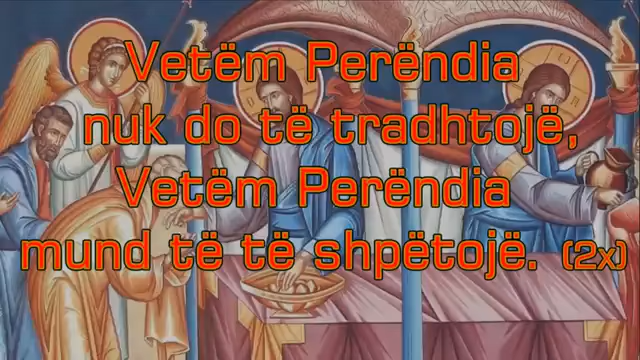 Vetëm Perëndia
nuk do të tradhtojë,
Vetëm Perëndia
mund të të shpëtojë. (2x)